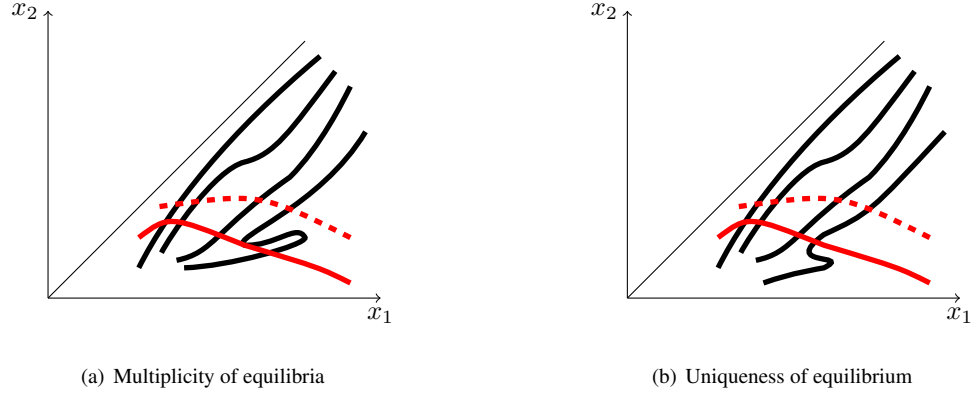 x₂
x₁
(a) Multiplicity of equilibria
x₂
x₁
(b) Uniqueness of equilibrium